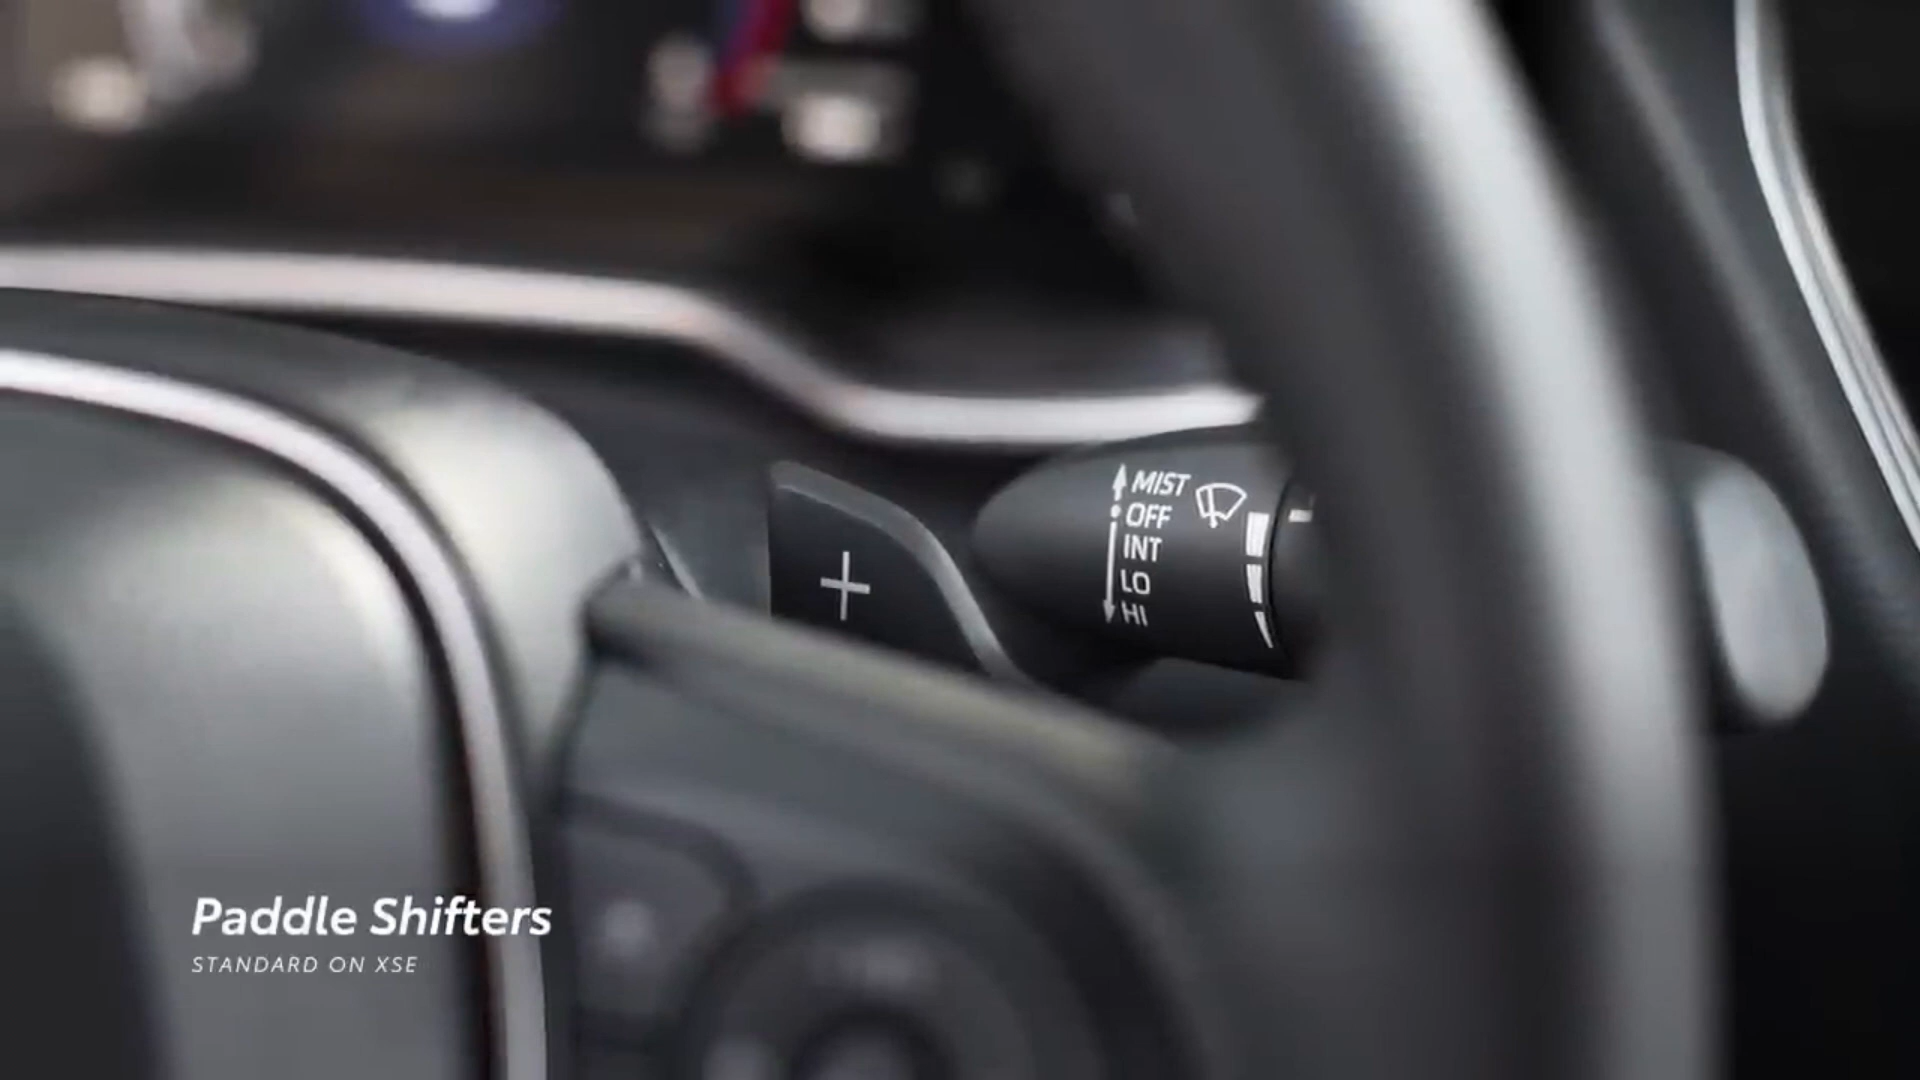 MIST
OFF
INT
LO
HI
+
Paddle Shifters
STANDARD ON XSE